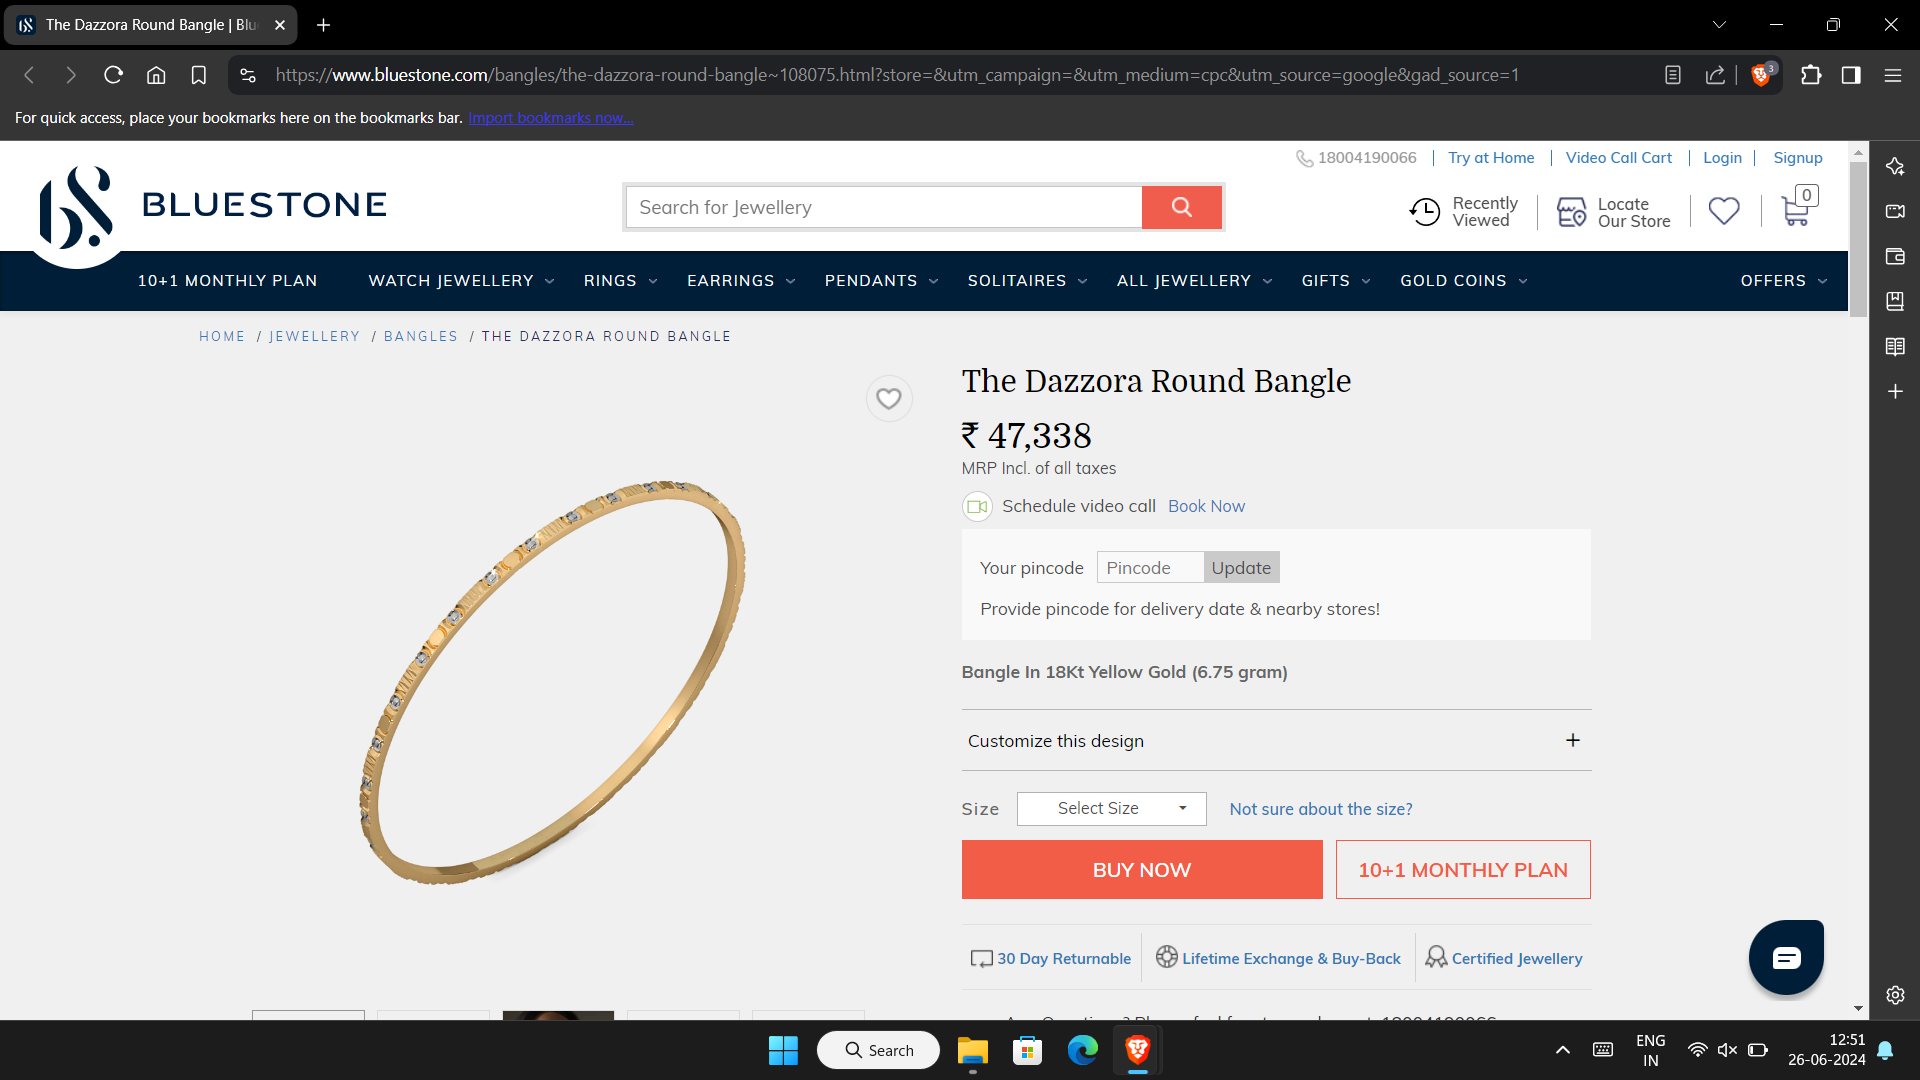 The Dazzora Round Bangle | Blu
https://www.bluestone.com/bangles/the-dazzora-round-bangle~108075.html?store=&utm_campaign=&utm_medium=cpc&utm_source=google&gad_source=1
3
For quick access, place your bookmarks here on the bookmarks bar. Import bookmarks now...
18004190066 | Try at Home | Video Call Cart | Login | Signup
BLUESTONE
Search for Jewellery
Recently Viewed
Locate Our Store
0
10+1 MONTHLY PLAN WATCH JEWELLERY RINGS EARRINGS PENDANTS SOLITAIRES ALL JEWELLERY GIFTS GOLD COINS OFFERS
HOME / JEWELLERY / BANGLES / THE DAZZORA ROUND BANGLE
The Dazzora Round Bangle
₹ 47,338
MRP Incl. of all taxes
Schedule video call Book Now
Your pincode Pincode Update
Provide pincode for delivery date & nearby stores!
Bangle In 18Kt Yellow Gold (6.75 gram)
Customize this design +
Size Select Size Not sure about the size?
BUY NOW 10+1 MONTHLY PLAN
30 Day Returnable Lifetime Exchange & Buy-Back Certified Jewellery
Search
ENG
IN
12:51
26-06-2024